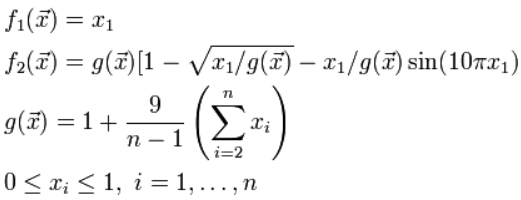 f₁(x⃗) = x₁
f₂(x⃗) = g(x⃗)[1 − √(x₁/g(x⃗)) − x₁/g(x⃗) sin(10πx₁)
g(x⃗) = 1 + 9/(n − 1) (∑ᵢ₌₂ⁿ xᵢ)
0 ≤ xᵢ ≤ 1, i = 1, . . . , n